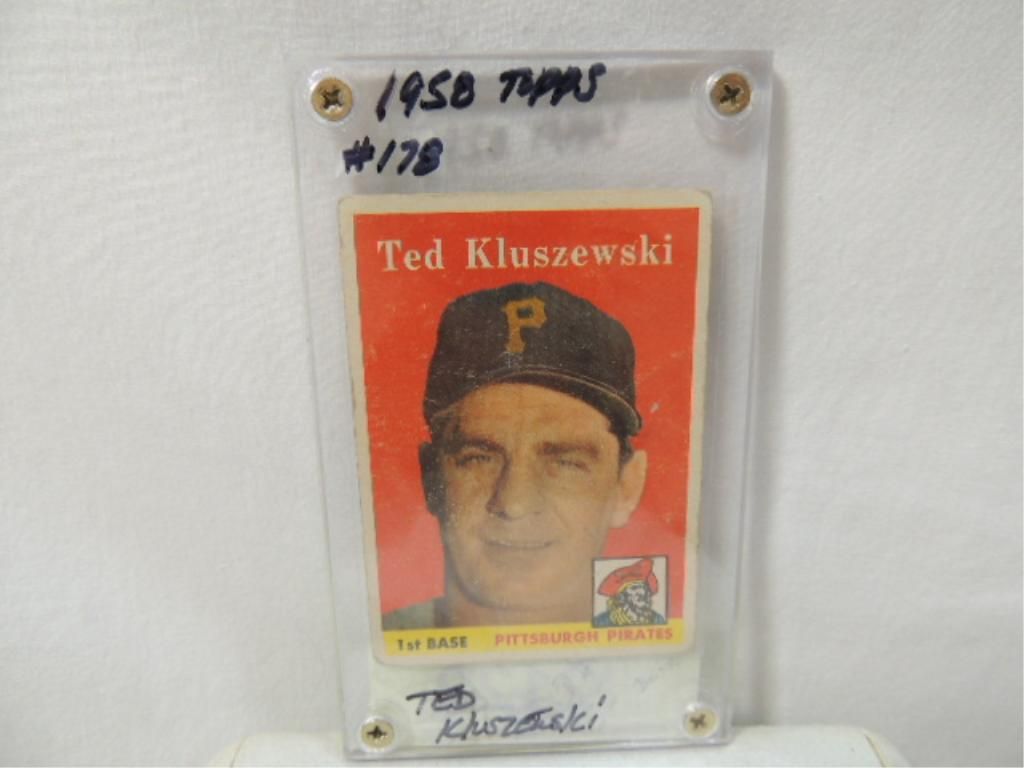 1958 TOPPS
#178
Ted Kluszewski
P
1st BASE PITTSBURGH PIRATES
TED
Kluszewski